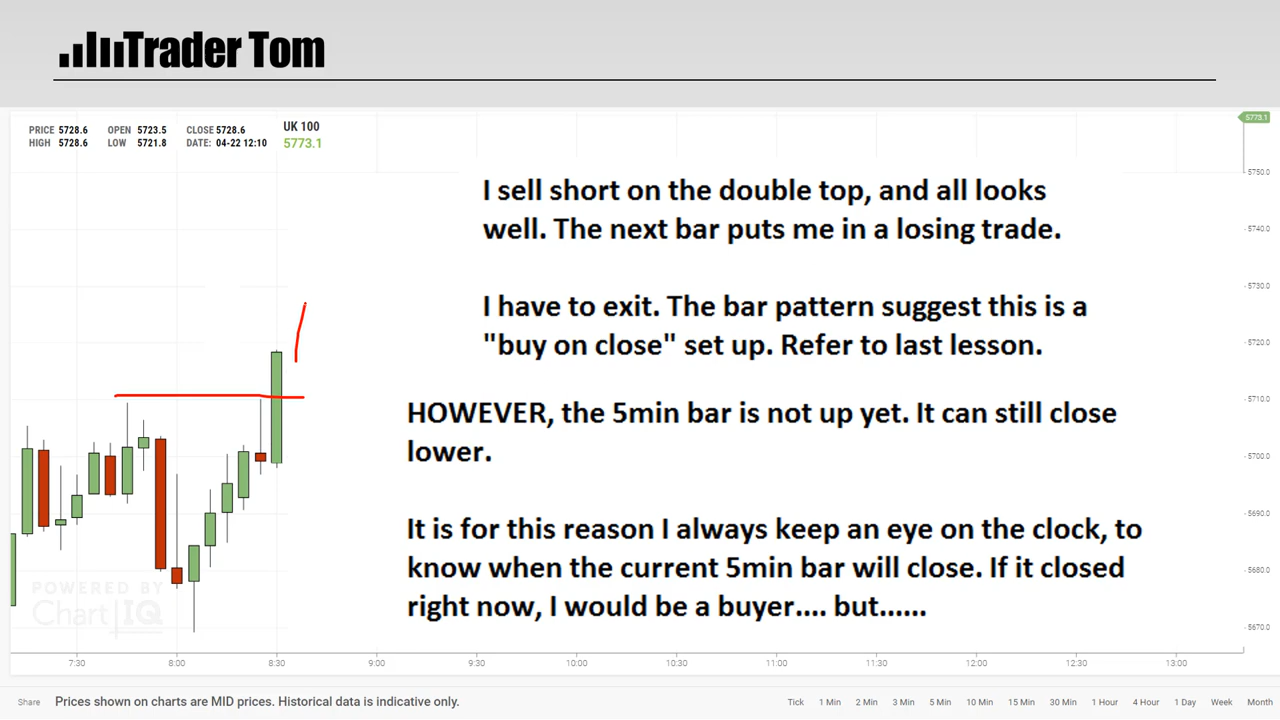 Trader Tom
PRICE 5728.6 OPEN 5723.5 CLOSE 5728.6
HIGH 5728.6 LOW 5721.8 DATE: 04-22 12:10
UK 100
5773.1
5773.1
I sell short on the double top, and all looks
well. The next bar puts me in a losing trade.
I have to exit. The bar pattern suggest this is a
"buy on close" set up. Refer to last lesson.
HOWEVER, the 5min bar is not up yet. It can still close
lower.
It is for this reason I always keep an eye on the clock, to
know when the current 5min bar will close. If it closed
right now, I would be a buyer.... but......
5750.0
5740.0
5730.0
5720.0
5710.0
5700.0
5690.0
5680.0
5670.0
POWERED BY
ChartIQ
7:30 8:00 8:30 9:00 9:30 10:00 10:30 11:00 11:30 12:00 12:30 13:00
Share Prices shown on charts are MID prices. Historical data is indicative only. Tick 1 Min 2 Min 3 Min 5 Min 10 Min 15 Min 30 Min 1 Hour 4 Hour 1 Day Week Month